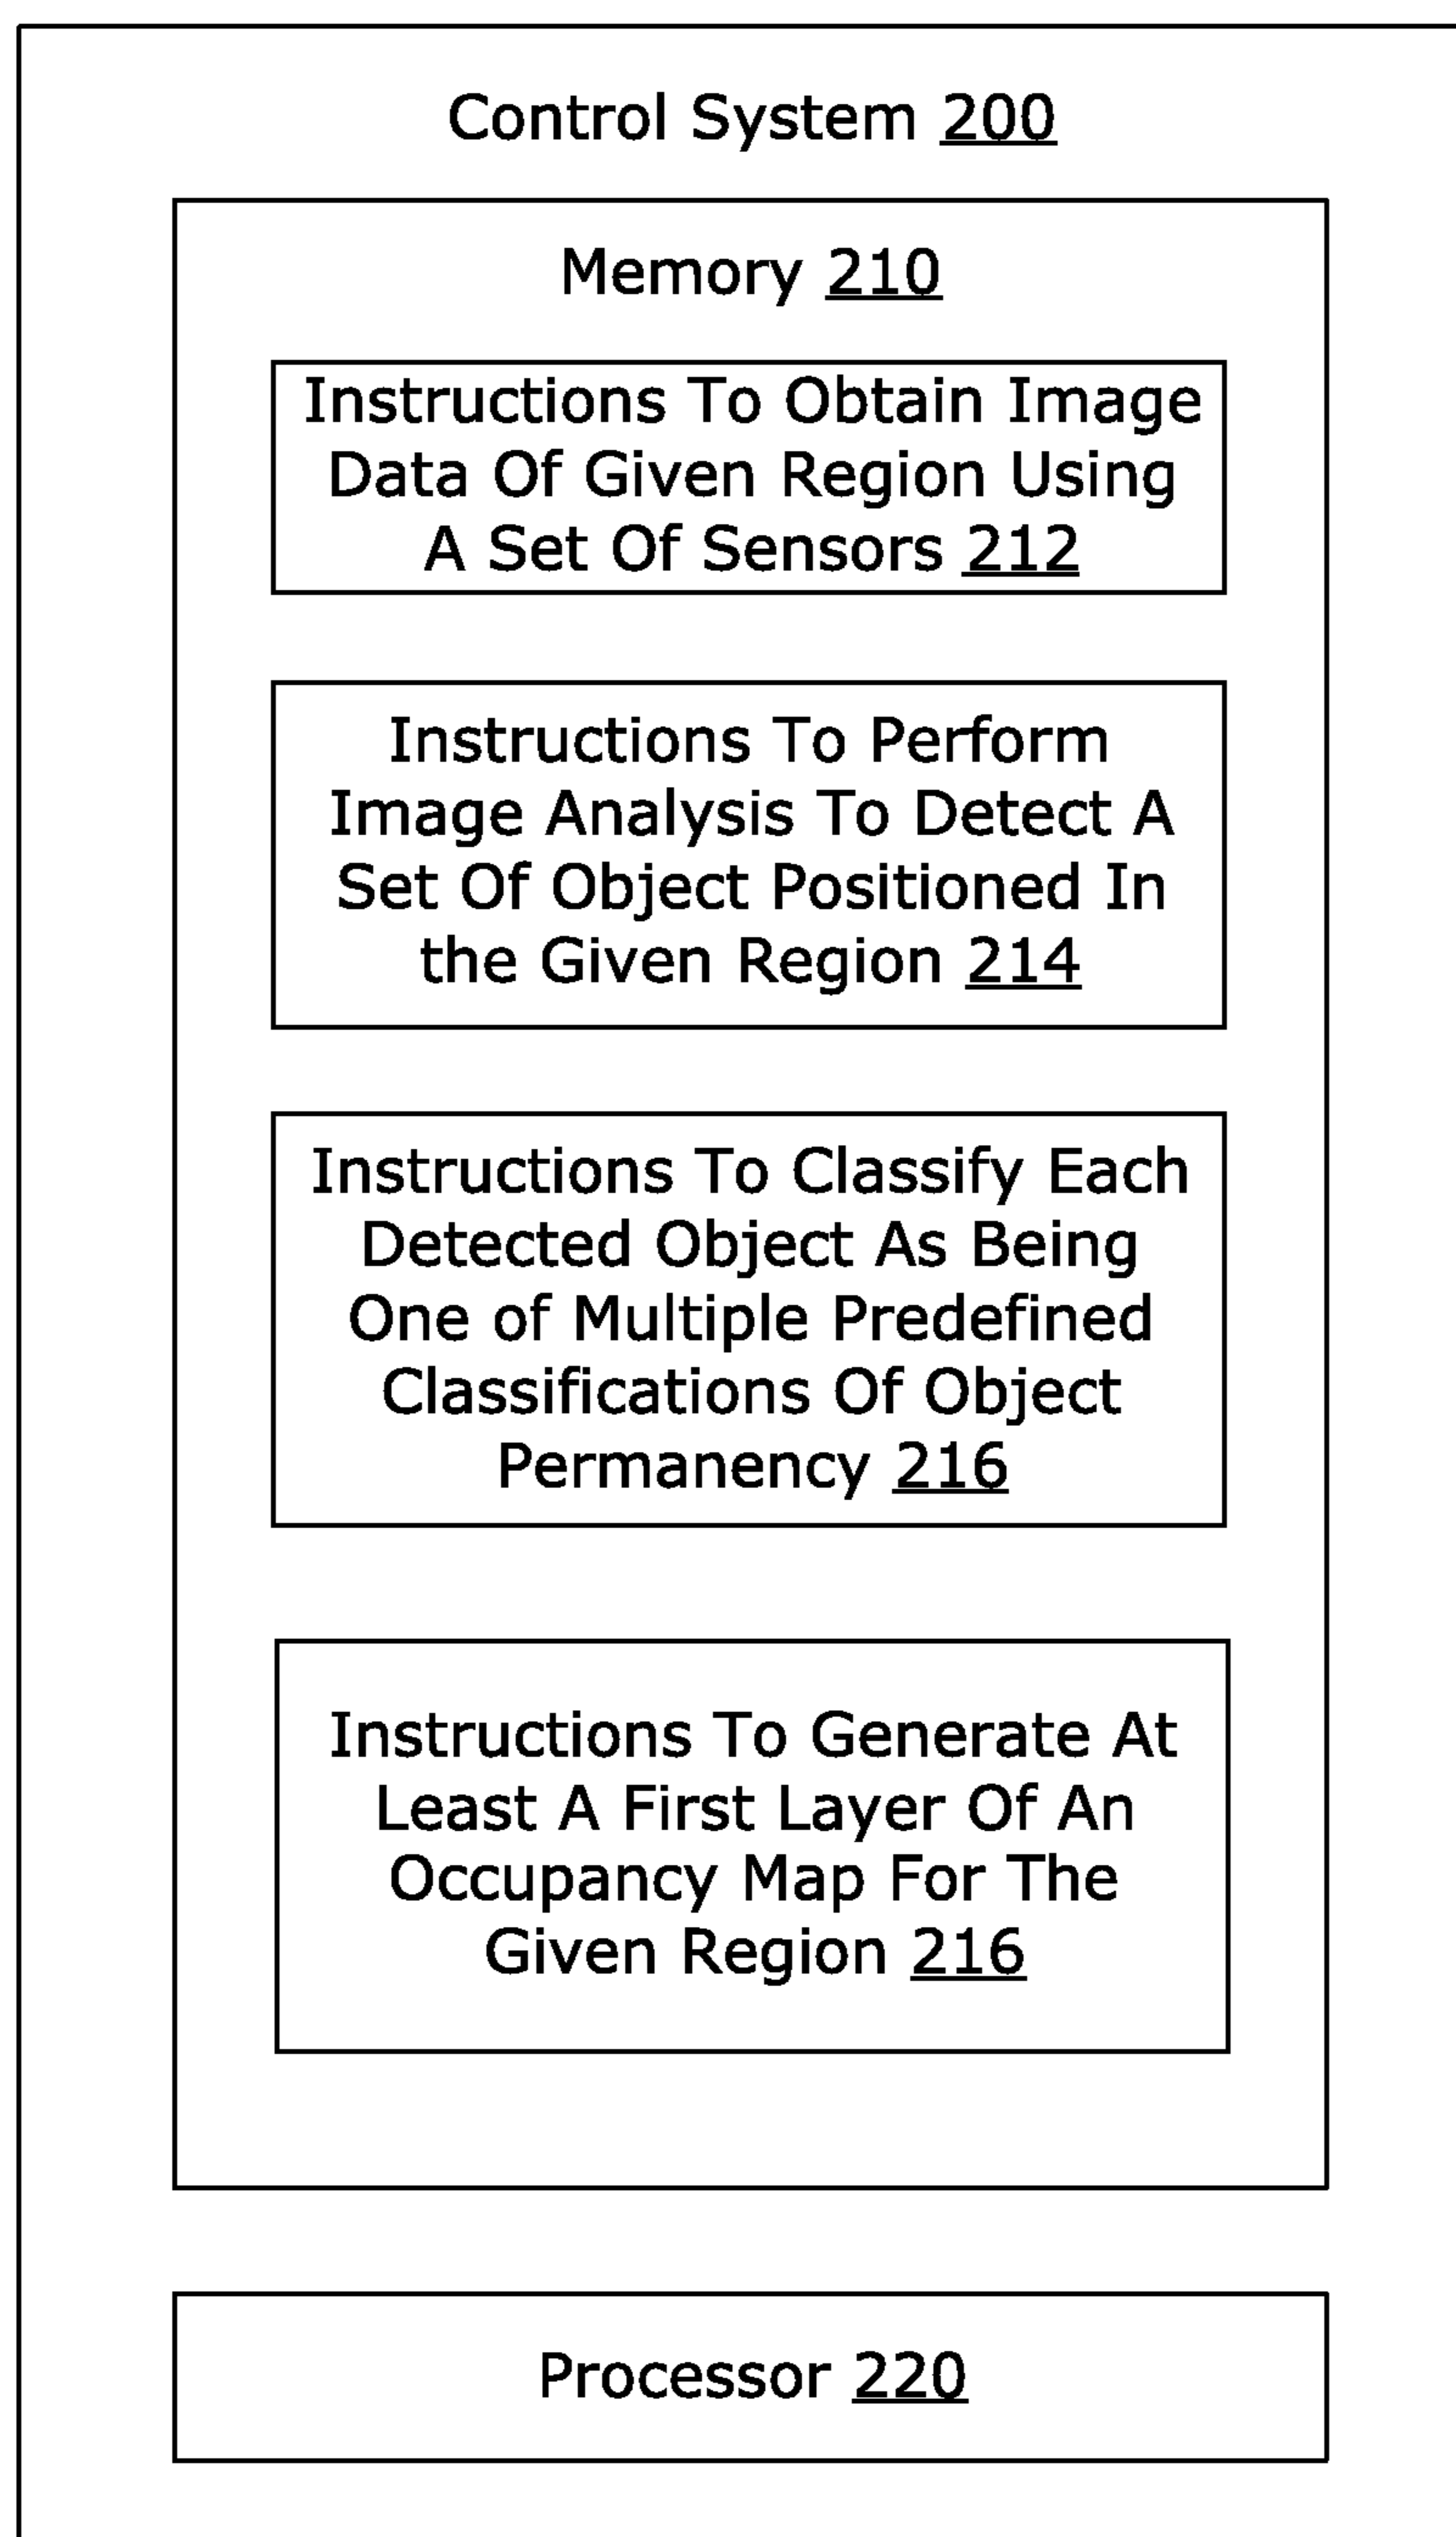 Control System 200
Memory 210
Instructions To Obtain Image
Data Of Given Region Using
A Set Of Sensors 212
Instructions To Perform
Image Analysis To Detect A
Set Of Object Positioned In
the Given Region 214
Instructions To Classify Each
Detected Object As Being
One of Multiple Predefined
Classifications Of Object
Permanency 216
Instructions To Generate At
Least A First Layer Of An
Occupancy Map For The
Given Region 216
Processor 220